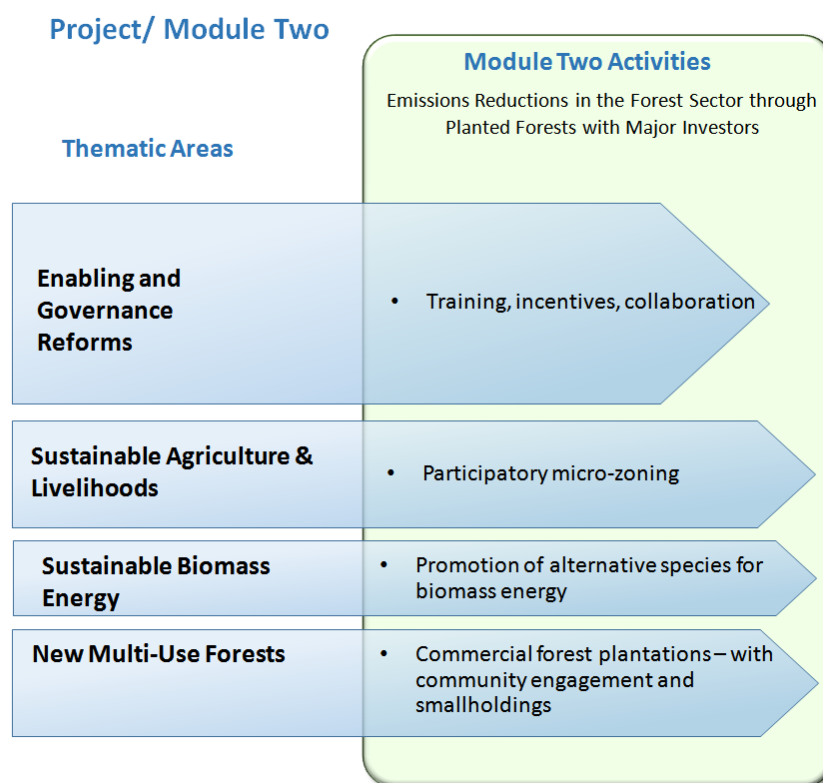 Project/ Module Two
Module Two Activities
Emissions Reductions in the Forest Sector through
Planted Forests with Major Investors
Thematic Areas
Enabling and
Governance
Reforms
• Training, incentives, collaboration
Sustainable Agriculture &
Livelihoods
• Participatory micro-zoning
Sustainable Biomass
Energy
• Promotion of alternative species for
biomass energy
New Multi-Use Forests
• Commercial forest plantations – with
community engagement and
smallholdings